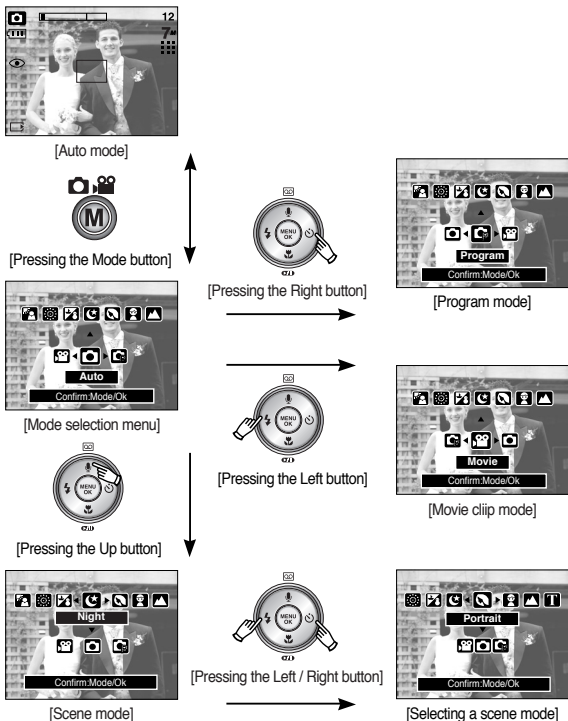 12
7M
[Auto mode]
M
[Pressing the Mode button]
MENU
OK
[Pressing the Right button]
Program
Confirm:Mode/Ok
[Program mode]
Auto
Confirm:Mode/Ok
[Mode selection menu]
MENU
OK
[Pressing the Left button]
Movie
Confirm:Mode/Ok
[Movie cliip mode]
MENU
OK
[Pressing the Up button]
Night
Confirm:Mode/Ok
[Scene mode]
MENU
OK
[Pressing the Left / Right button]
T
Portrait
Confirm:Mode/Ok
[Selecting a scene mode]